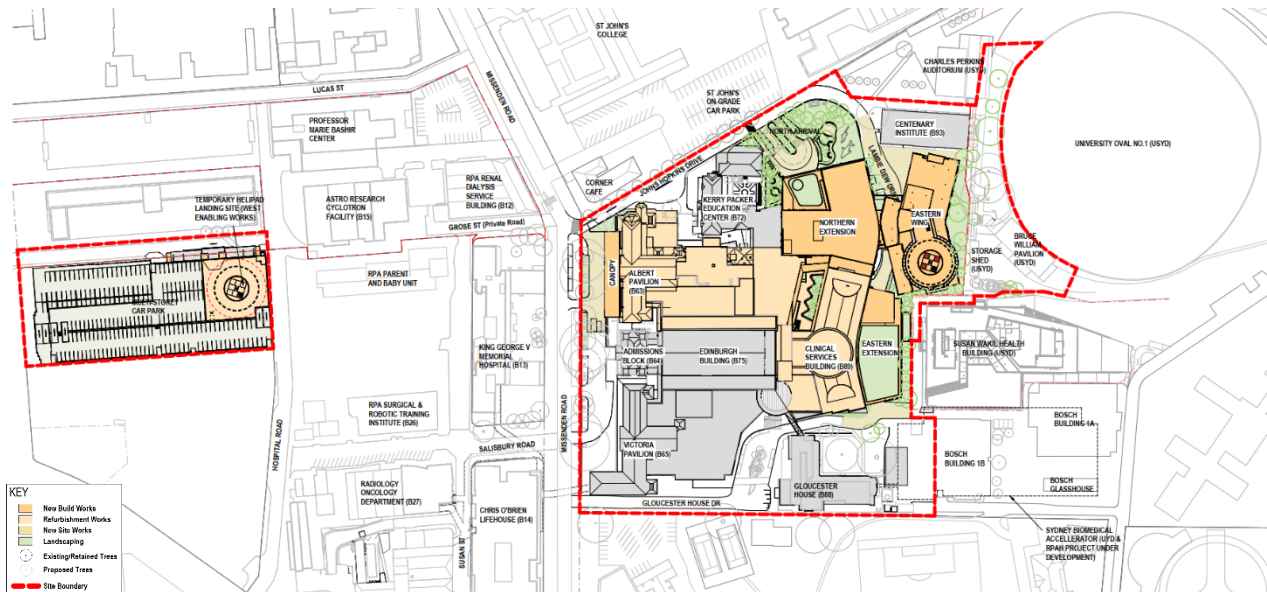 ST JOHN'S
COLLEGE
CHARLES PERKINS
AUDITORIUM (USYD)
LUCAS ST
MISSENDEN ROAD
ST JOHN'S
ON-GRADE
CAR PARK
PROFESSOR
MARIE BASHIR
CENTER
NORTH ARRIVAL
CENTENARY
INSTITUTE (B93)
UNIVERSITY OVAL NO.1 (USYD)
JOHNS HOPKINS DRIVE
CORNER
CAFE
RPA RENAL
DIALYSIS
SERVICE
BUILDING (B12)
TEMPORARY HELIPAD
LANDING SITE (WEST
ENABLING WORKS)
ASTRO RESEARCH
CYCLOTRON
FACILITY (B15)
KERRY PACKER
EDUCATION
CENTER (B72)
GROSE ST (Private Road)
NORTHERN
EXTENSION
EASTERN
WING
BRUCE
WILLIAM
PAVILION
(USYD)
STORAGE
SHED
(USYD)
RPA PARENT
AND BABY UNIT
CANOPY
ALBERT
PAVILION
(B63)
CAR PARK
KING GEORGE V
MEMORIAL
HOSPITAL (B13)
ADMISSIONS
BLOCK (B64)
EDINBURGH
BUILDING (B75)
CLINICAL
SERVICES
BUILDING (B89)
EASTERN
EXTENSION
SUSAN WAKIL HEALTH
BUILDING (USYD)
RPA SURGICAL &
ROBOTIC TRAINING
INSTITUTE (B26)
HOSPITAL ROAD
MISSENDEN ROAD
SALISBURY ROAD
VICTORIA
PAVILION (B65)
BOSCH
BUILDING 1A
BOSCH
BUILDING 1B
BOSCH
GLASSHOUSE
RADIOLOGY
ONCOLOGY
DEPARTMENT (B27)
CHRIS O'BRIEN
LIFEHOUSE (B14)
GLOUCESTER
HOUSE (B88)
GLOUCESTER HOUSE DR
SUSAN ST
SYDNEY BIOMEDICAL
ACCELERATOR (UYD &
RPAH PROJECT UNDER
DEVELOPMENT)
KEY
New Build Works
Refurbishment Works
New Site Works
Landscaping
Existing/Retained Trees
Proposed Trees
Site Boundary